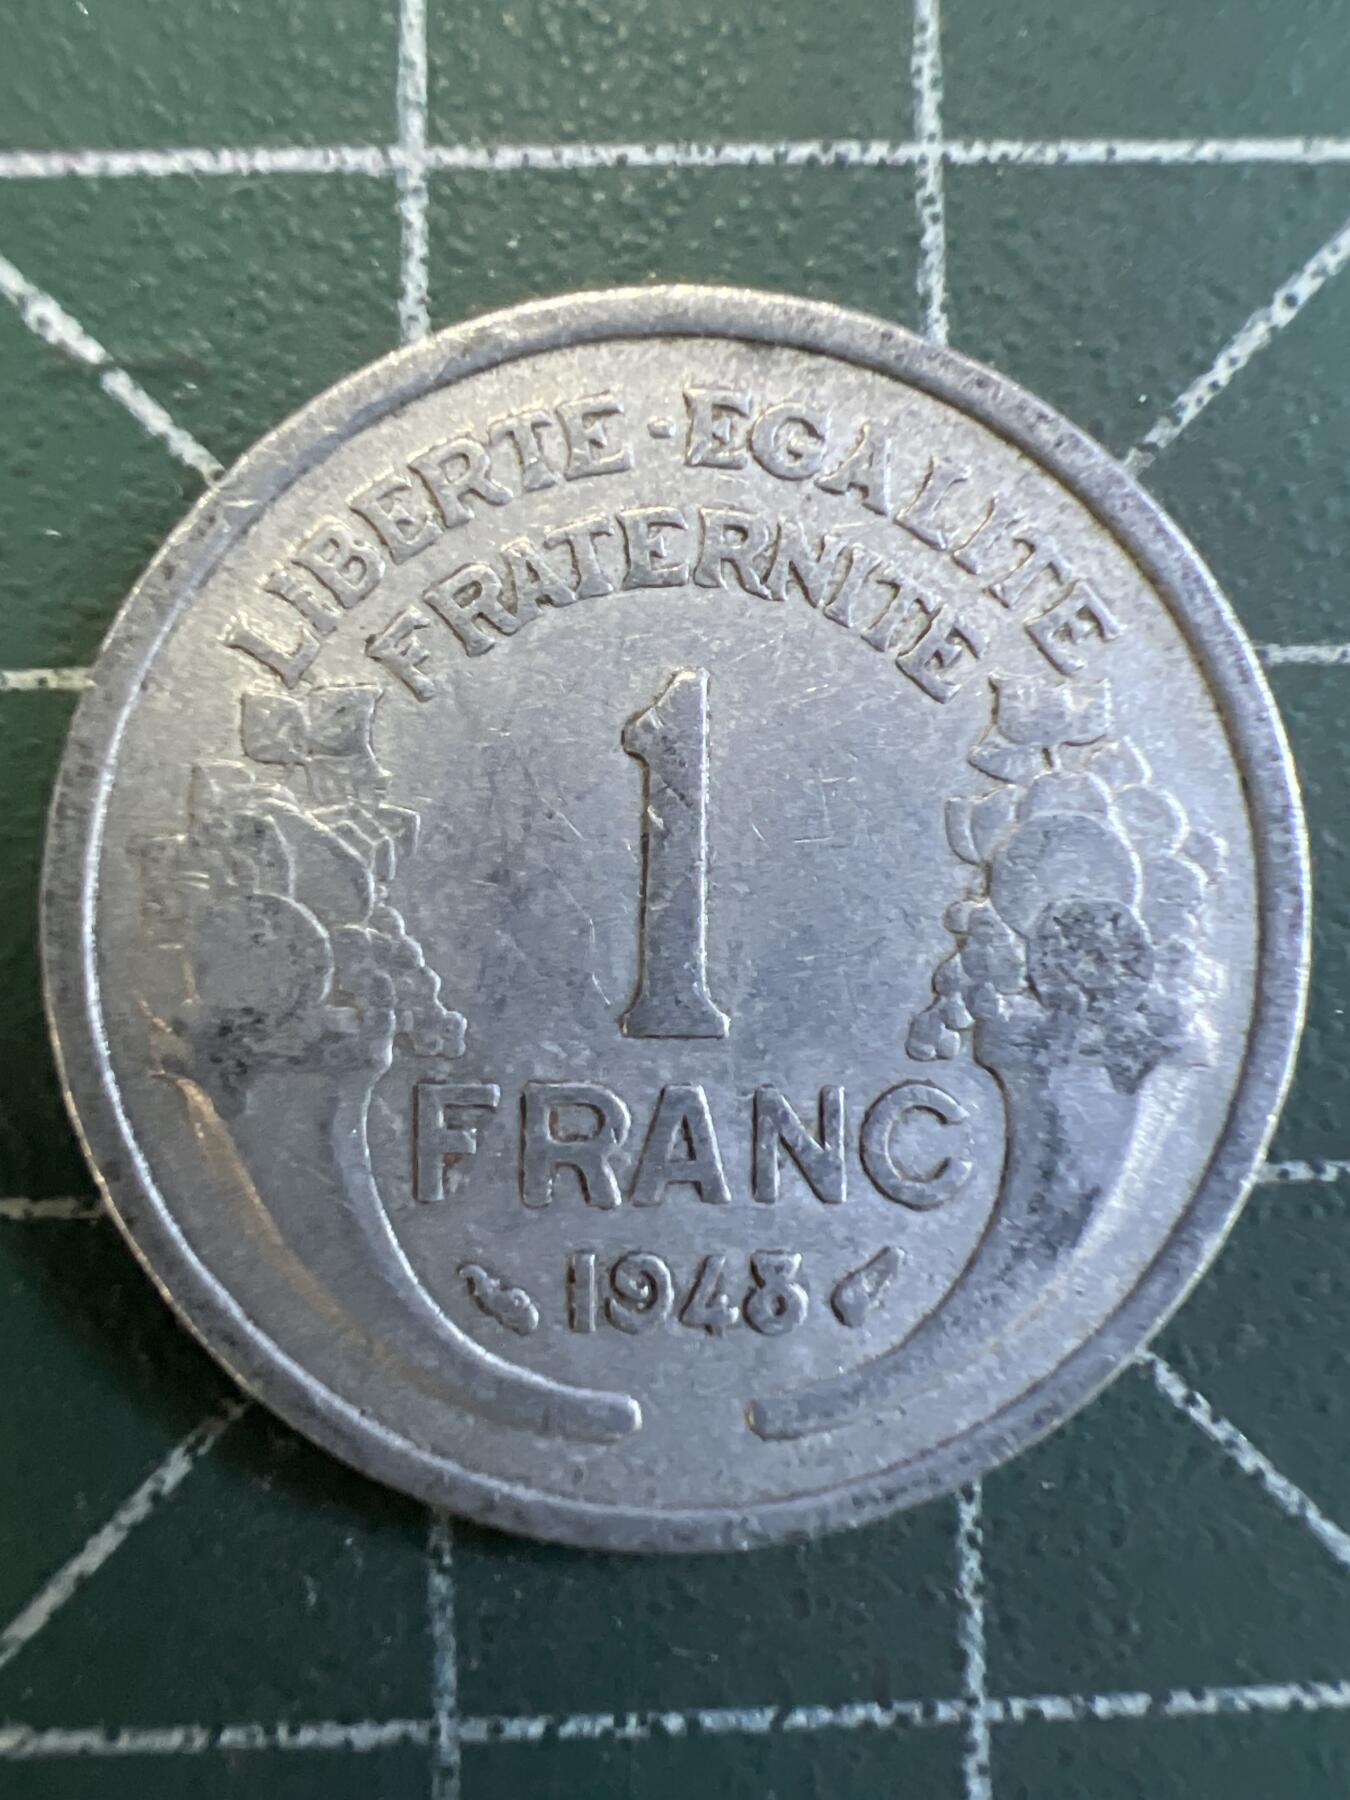 LIBERTE·EGALITE
FRATERNITE
1
FRANC
1948